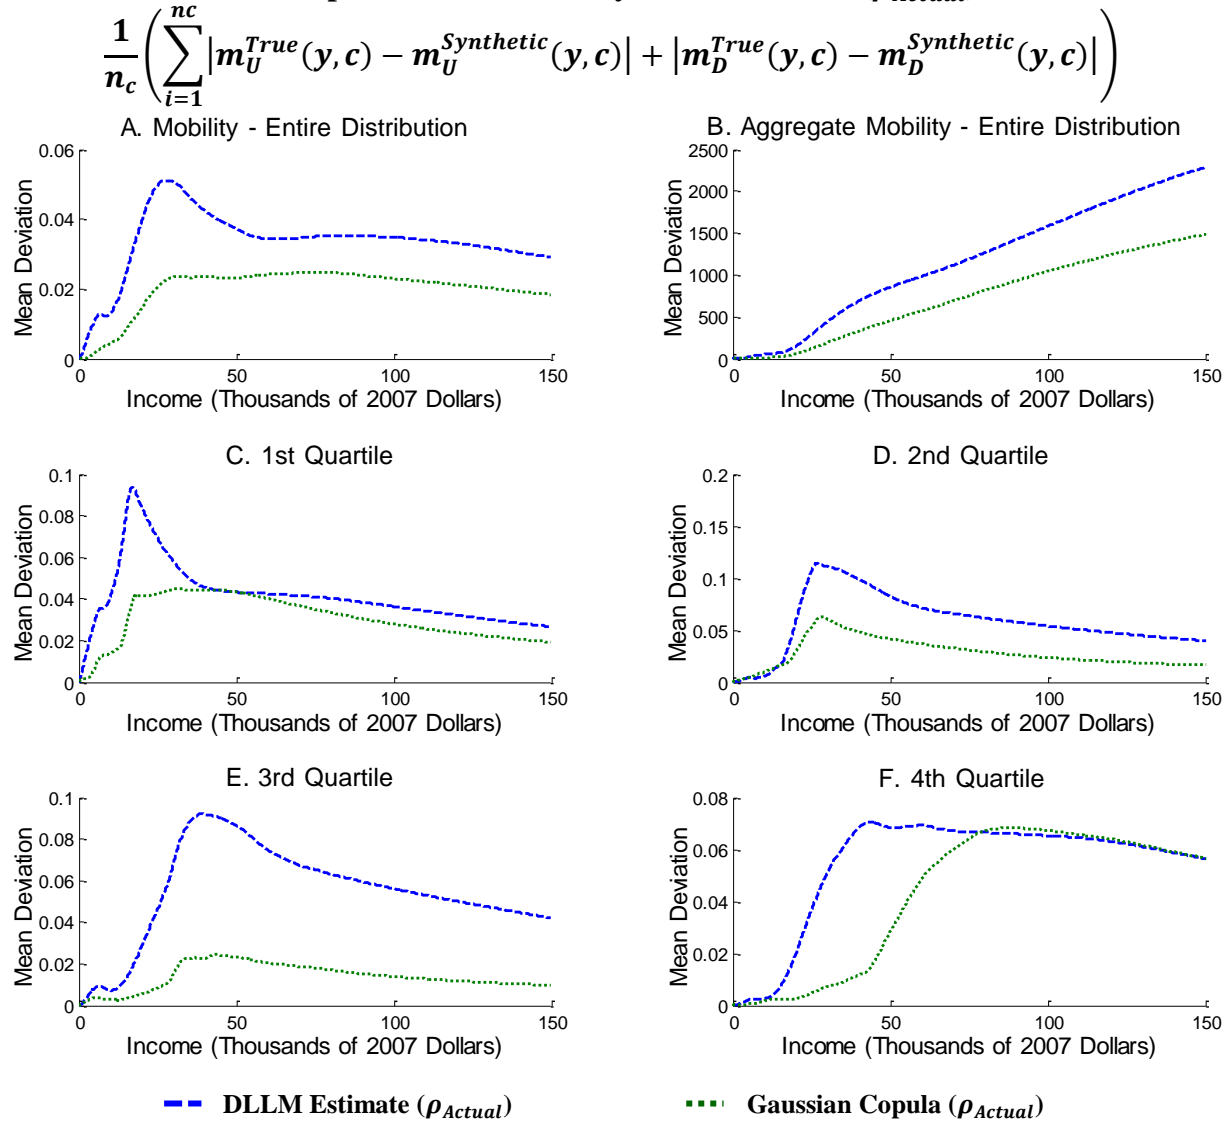 1/n_c (∑_{i=1}^{nc} |m_U^{True}(y, c) − m_U^{Synthetic}(y, c)| + |m_D^{True}(y, c) − m_D^{Synthetic}(y, c)|)
A. Mobility - Entire Distribution
Mean Deviation
0.06
0.04
0.02
0
0 50 100 150
Income (Thousands of 2007 Dollars)
B. Aggregate Mobility - Entire Distribution
Mean Deviation
2500
2000
1500
1000
500
0
0 50 100 150
Income (Thousands of 2007 Dollars)
C. 1st Quartile
Mean Deviation
0.1
0.08
0.06
0.04
0.02
0
0 50 100 150
Income (Thousands of 2007 Dollars)
D. 2nd Quartile
Mean Deviation
0.2
0.15
0.1
0.05
0
0 50 100 150
Income (Thousands of 2007 Dollars)
E. 3rd Quartile
Mean Deviation
0.1
0.08
0.06
0.04
0.02
0
0 50 100 150
Income (Thousands of 2007 Dollars)
F. 4th Quartile
Mean Deviation
0.08
0.06
0.04
0.02
0
0 50 100 150
Income (Thousands of 2007 Dollars)
DLLM Estimate (ρ_Actual)
Gaussian Copula (ρ_Actual)